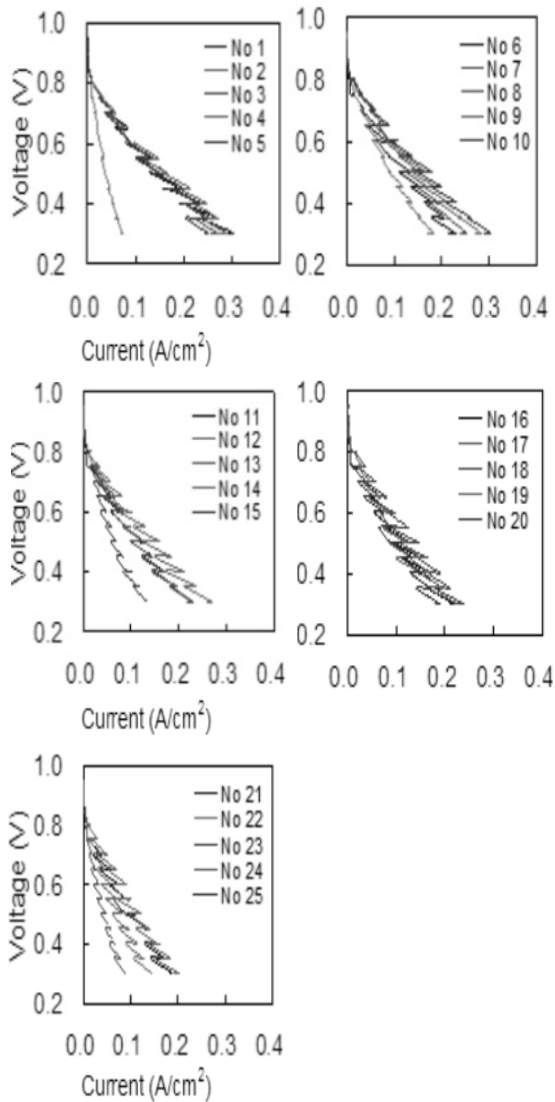 1.0
0.8
0.6
0.4
0.2
Voltage (V)
No 1
No 2
No 3
No 4
No 5
0.0 0.1 0.2 0.3 0.4
Current (A/cm²)
1.0
0.8
0.6
0.4
0.2
No 6
No 7
No 8
No 9
No 10
0.0 0.1 0.2 0.3 0.4
1.0
0.8
0.6
0.4
0.2
Voltage (V)
No 11
No 12
No 13
No 14
No 15
0.0 0.1 0.2 0.3 0.4
Current (A/cm²)
1.0
0.8
0.6
0.4
0.2
No 16
No 17
No 18
No 19
No 20
0.0 0.1 0.2 0.3 0.4
1.0
0.8
0.6
0.4
0.2
Voltage (V)
No 21
No 22
No 23
No 24
No 25
0.0 0.1 0.2 0.3 0.4
Current (A/cm²)